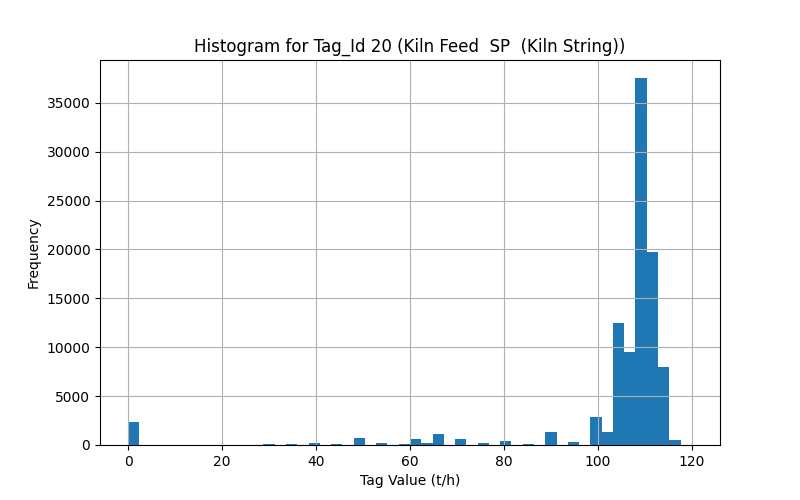 Histogram for Tag_Id 20 (Kiln Feed  SP  (Kiln String))
35000
30000
25000
20000
15000
10000
5000
0
Frequency
0 20 40 60 80 100 120
Tag Value (t/h)